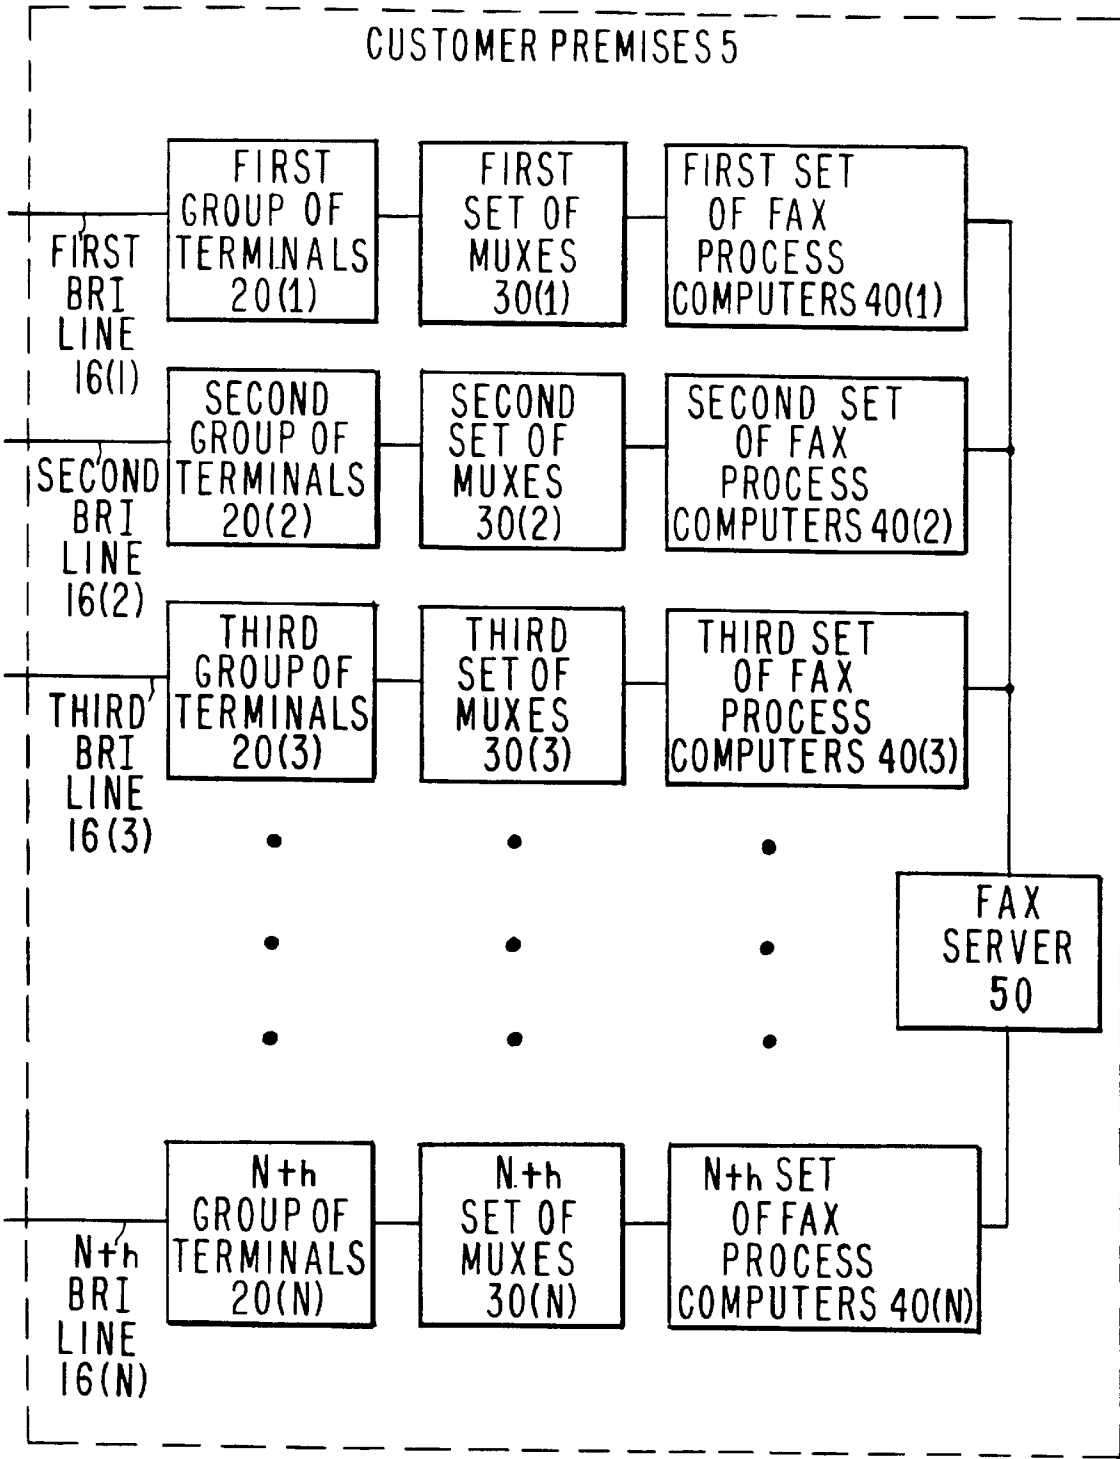 CUSTOMER PREMISES 5
FIRST
GROUP OF
TERMINALS
20(1)
FIRST
SET OF
MUXES
30(1)
FIRST SET
OF FAX
PROCESS
COMPUTERS 40(1)
FIRST
BRI
LINE
16(1)
SECOND
GROUP OF
TERMINALS
20(2)
SECOND
SET OF
MUXES
30(2)
SECOND SET
OF FAX
PROCESS
COMPUTERS 40(2)
SECOND
BRI
LINE
16(2)
THIRD
GROUP OF
TERMINALS
20(3)
THIRD
SET OF
MUXES
30(3)
THIRD SET
OF FAX
PROCESS
COMPUTERS 40(3)
THIRD
BRI
LINE
16(3)
FAX
SERVER
50
Nth
GROUP OF
TERMINALS
20(N)
Nth
SET OF
MUXES
30(N)
Nth SET
OF FAX
PROCESS
COMPUTERS 40(N)
Nth
BRI
LINE
16(N)